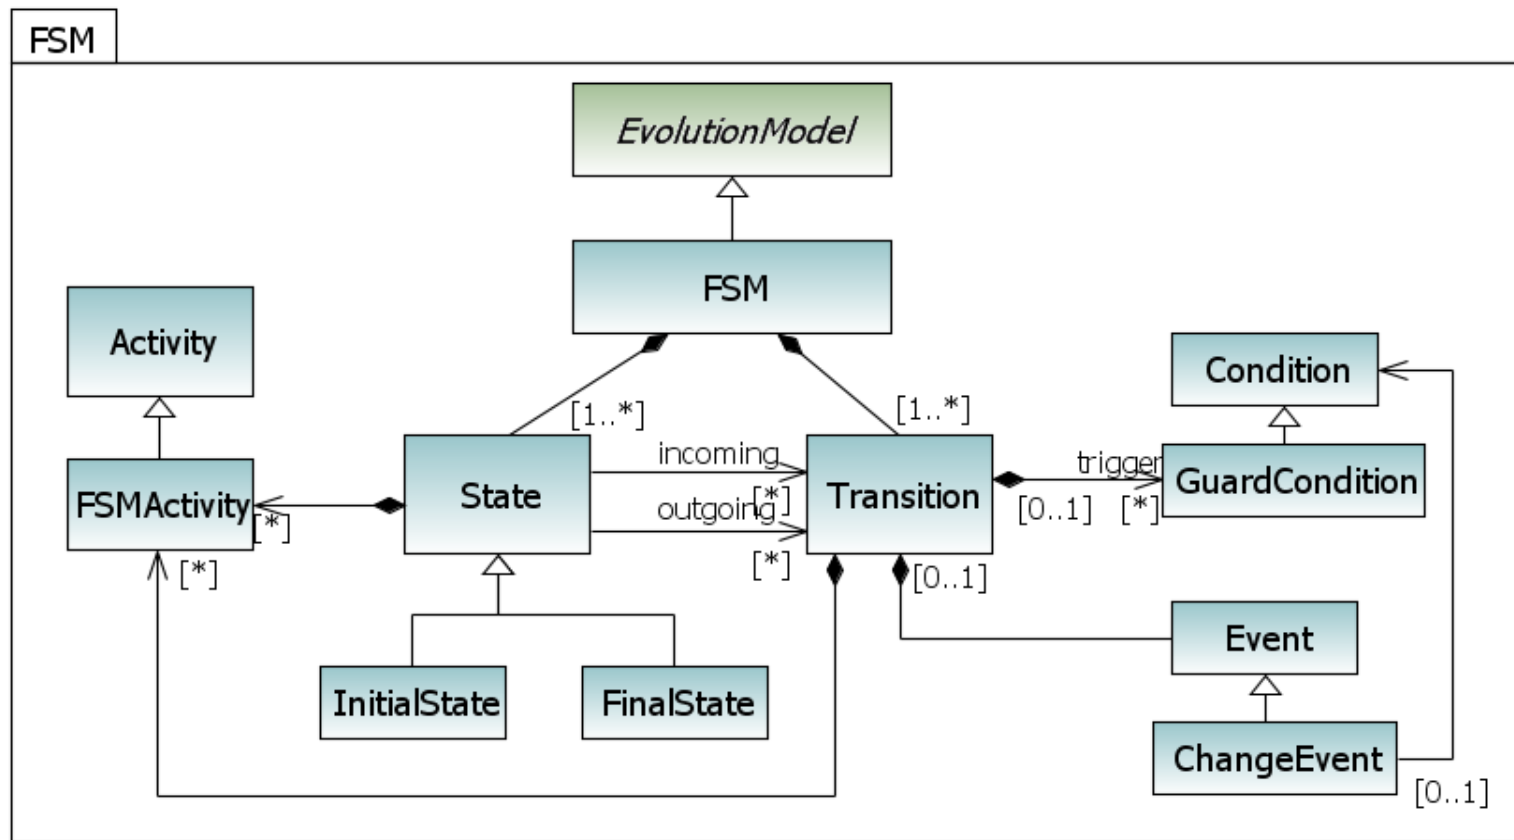 FSM
EvolutionModel
FSM
Activity
Condition
[1..*]
[1..*]
incoming
trigger
FSMActivity
State
Transition
GuardCondition
[*]
[*]
[0..1]
[*]
outgoing
[*]
[*]
[0..1]
Event
InitialState
FinalState
ChangeEvent
[0..1]